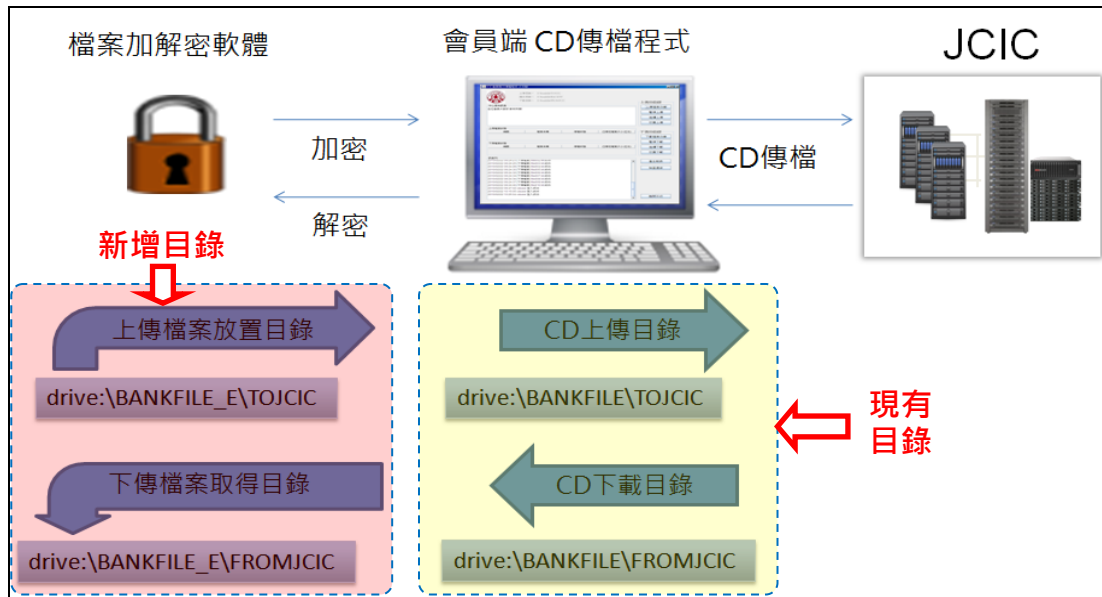 檔案加解密軟體
會員端 CD傳檔程式
JCIC
加密
解密
CD傳檔
新增目錄
上傳檔案放置目錄
drive:\BANKFILE_E\TOJCIC
下傳檔案取得目錄
drive:\BANKFILE_E\FROMJCIC
CD上傳目錄
drive:\BANKFILE\TOJCIC
CD下載目錄
drive:\BANKFILE\FROMJCIC
現有
目錄